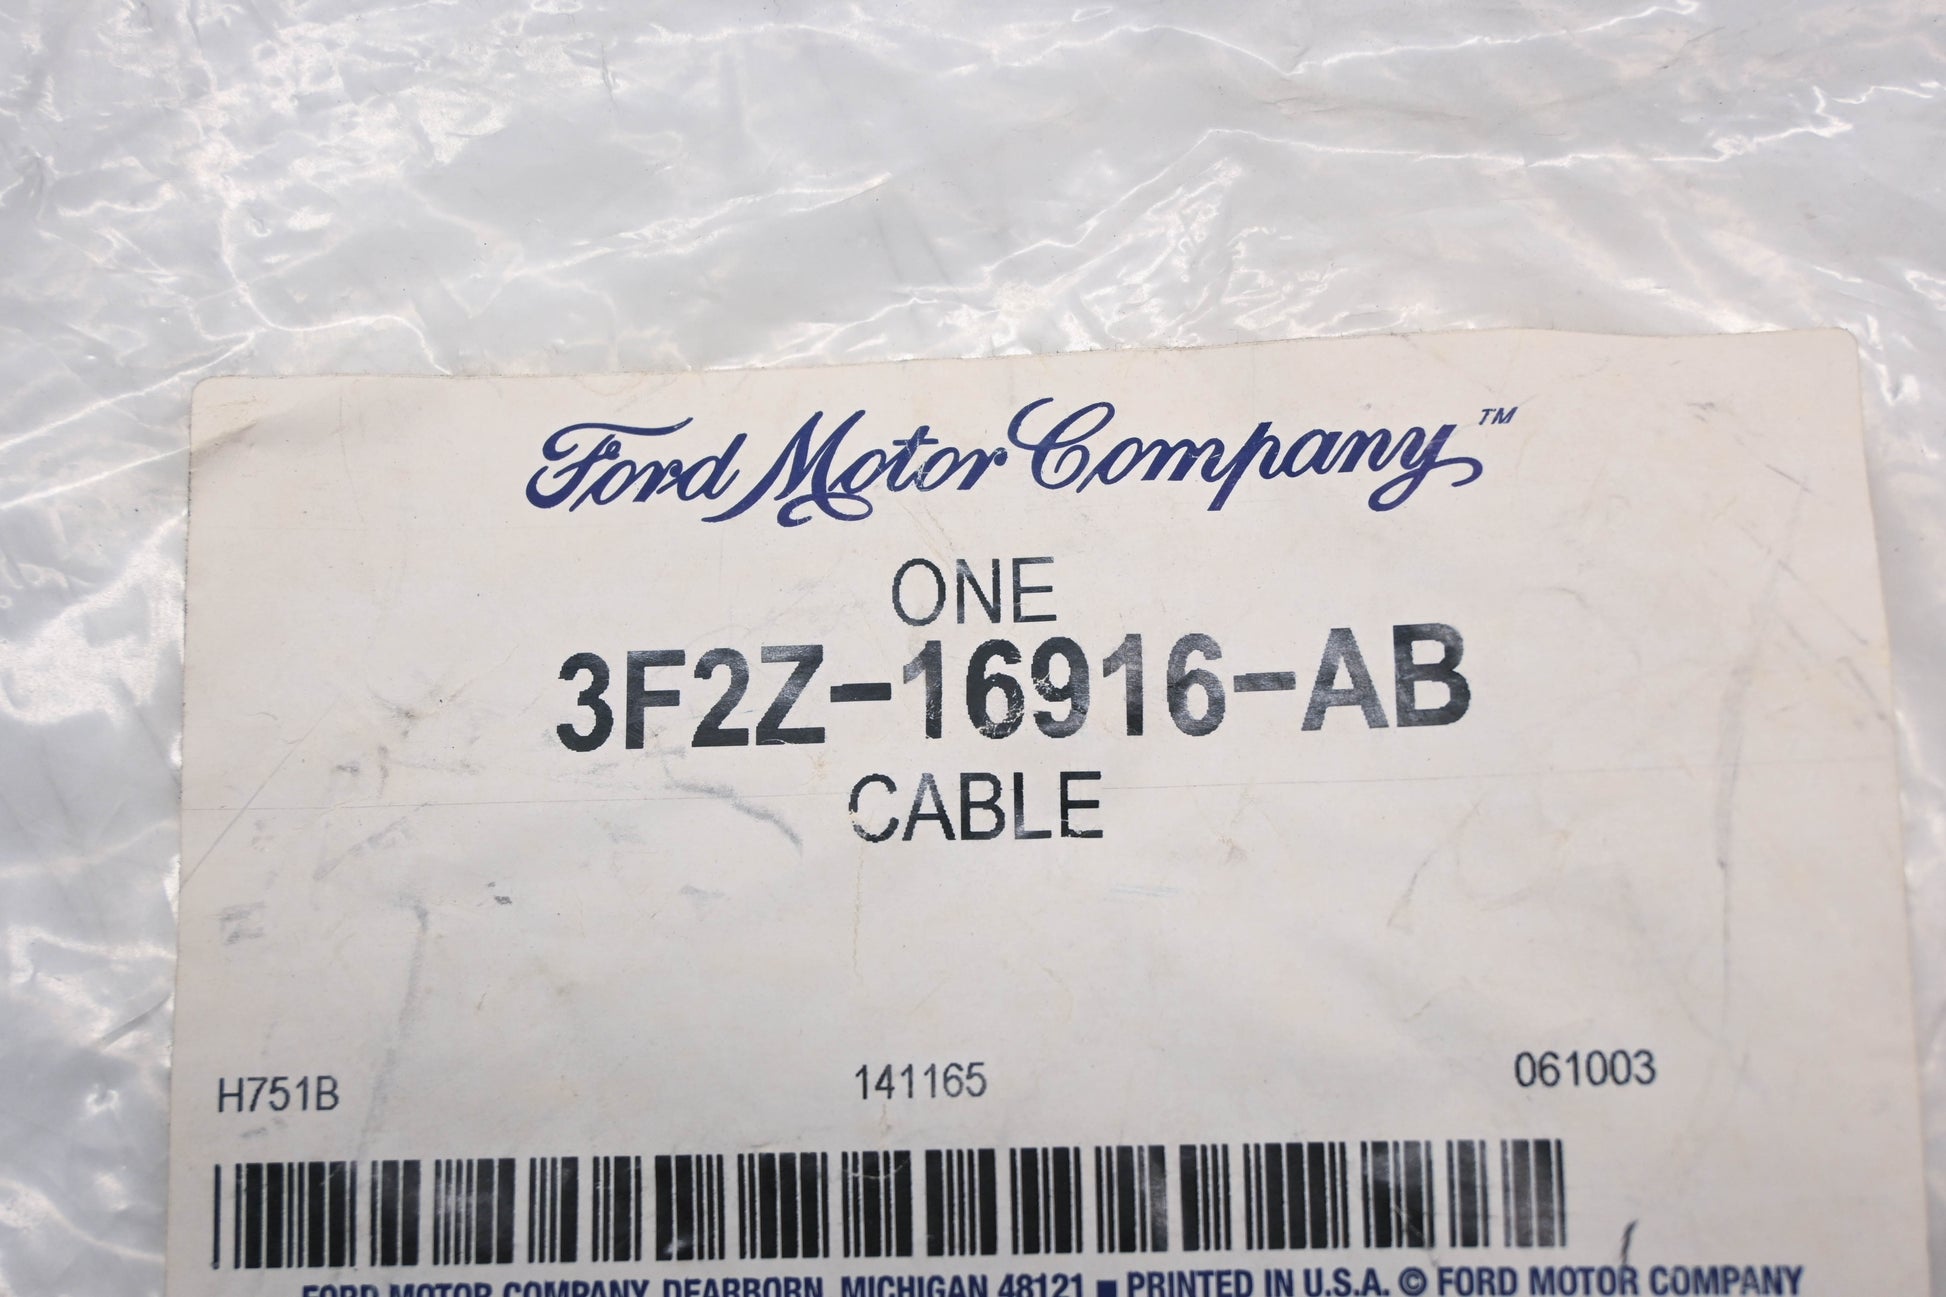 Ford Motor Company™
ONE
3F2Z-16916-AB
CABLE
H751B 141165 061003
FORD MOTOR COMPANY, DEARBORN, MICHIGAN 48121 ■ PRINTED IN U.S.A. © FORD MOTOR COMPANY